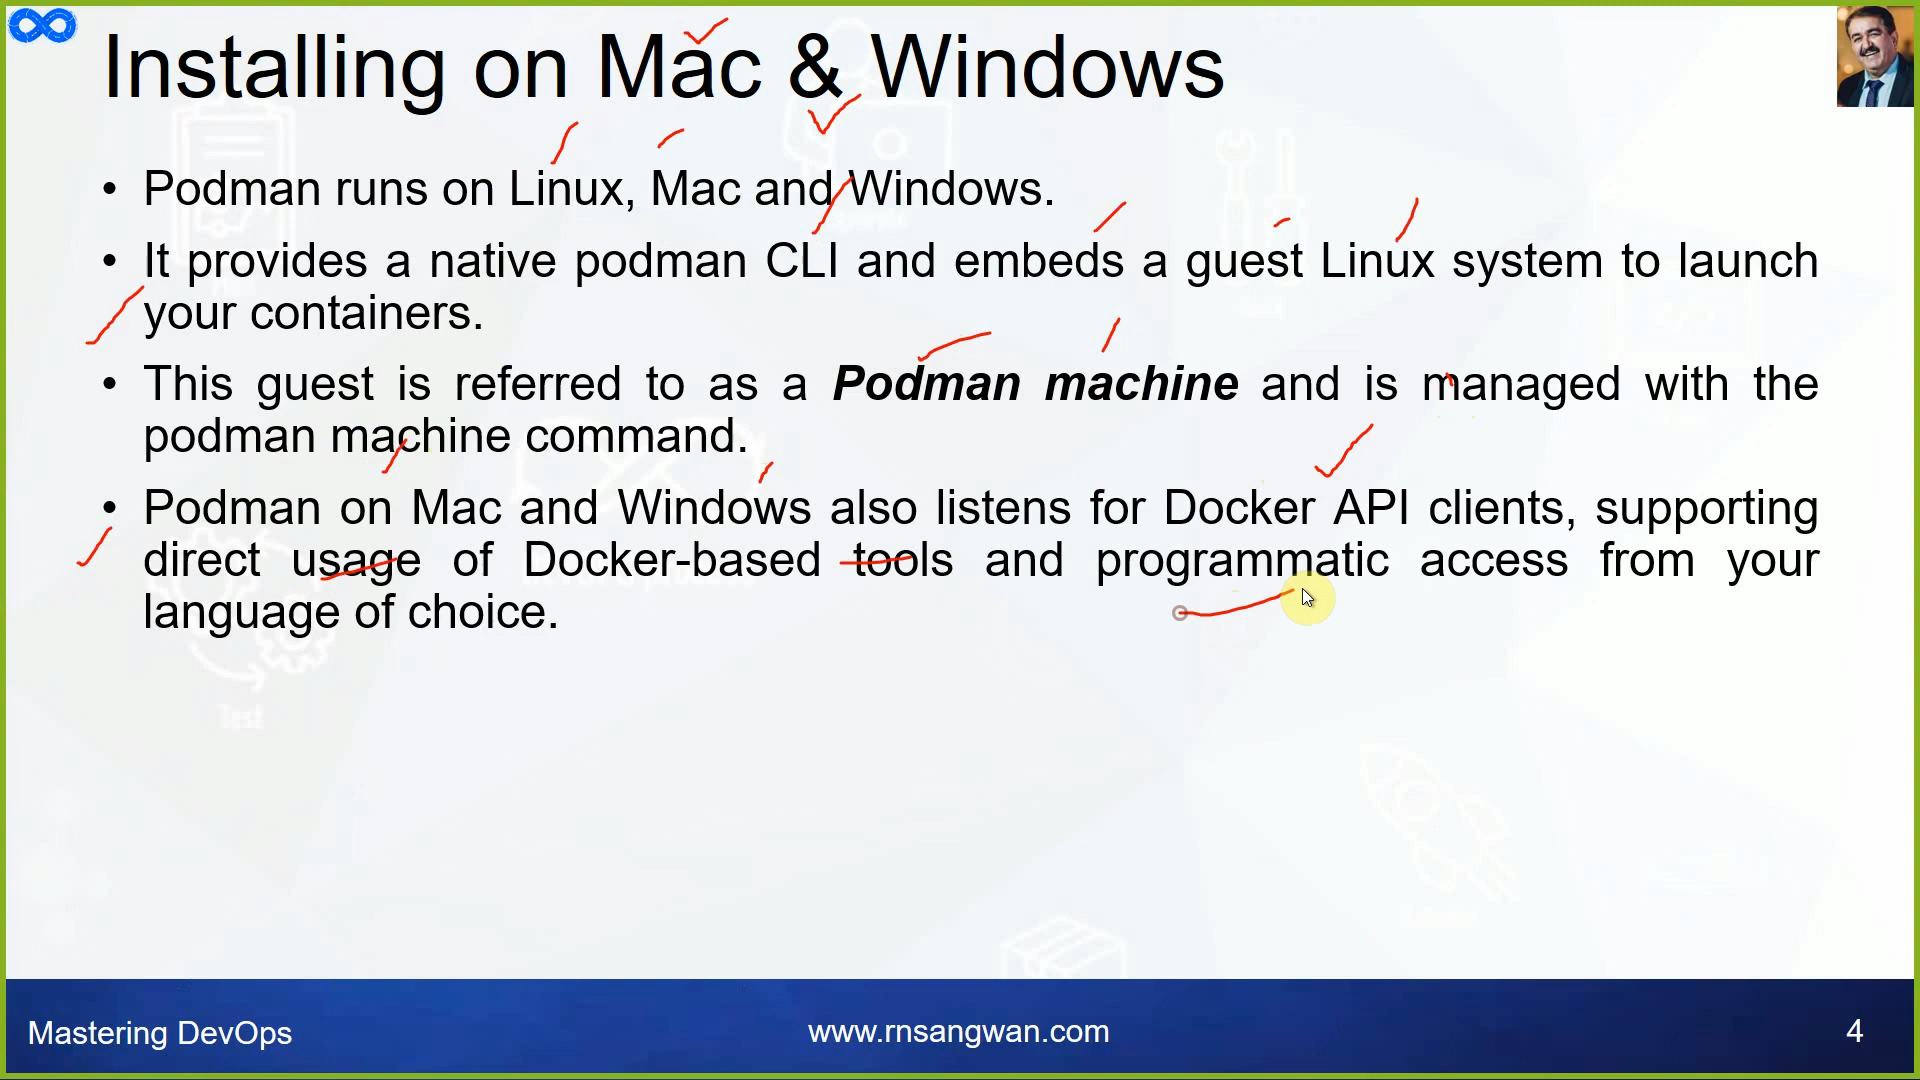 Installing on Mac & Windows
• Podman runs on Linux, Mac and Windows.
• It provides a native podman CLI and embeds a guest Linux system to launch
your containers.
• This guest is referred to as a Podman machine and is managed with the
podman machine command.
• Podman on Mac and Windows also listens for Docker API clients, supporting
direct usage of Docker-based tools and programmatic access from your
language of choice.
Test
Mastering DevOps
www.rnsangwan.com
4